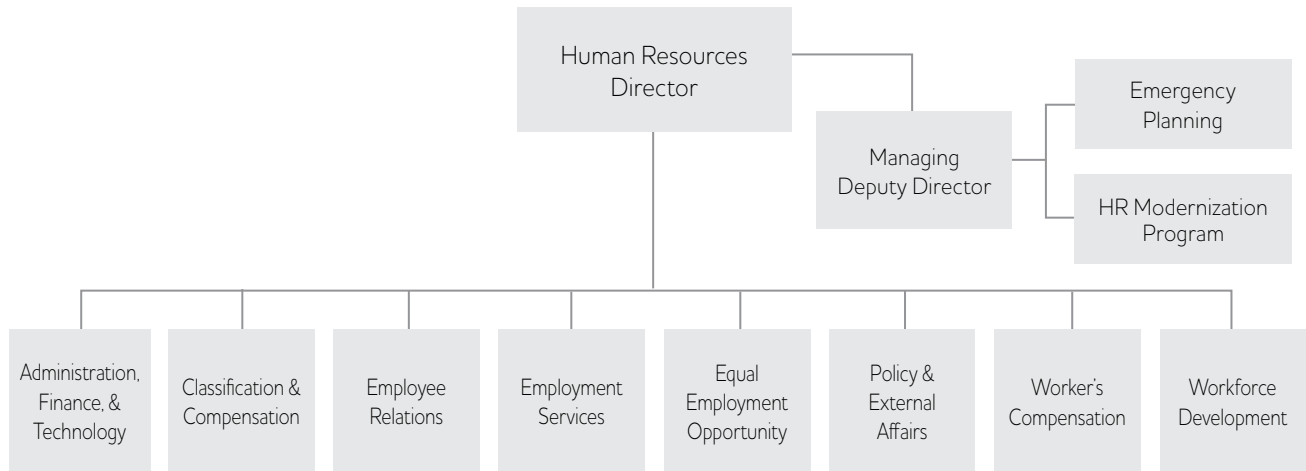 Human Resources
Director
Managing
Deputy Director
Emergency
Planning
HR Modernization
Program
Administration,
Finance, &
Technology
Classification &
Compensation
Employee
Relations
Employment
Services
Equal
Employment
Opportunity
Policy &
External
Affairs
Worker's
Compensation
Workforce
Development